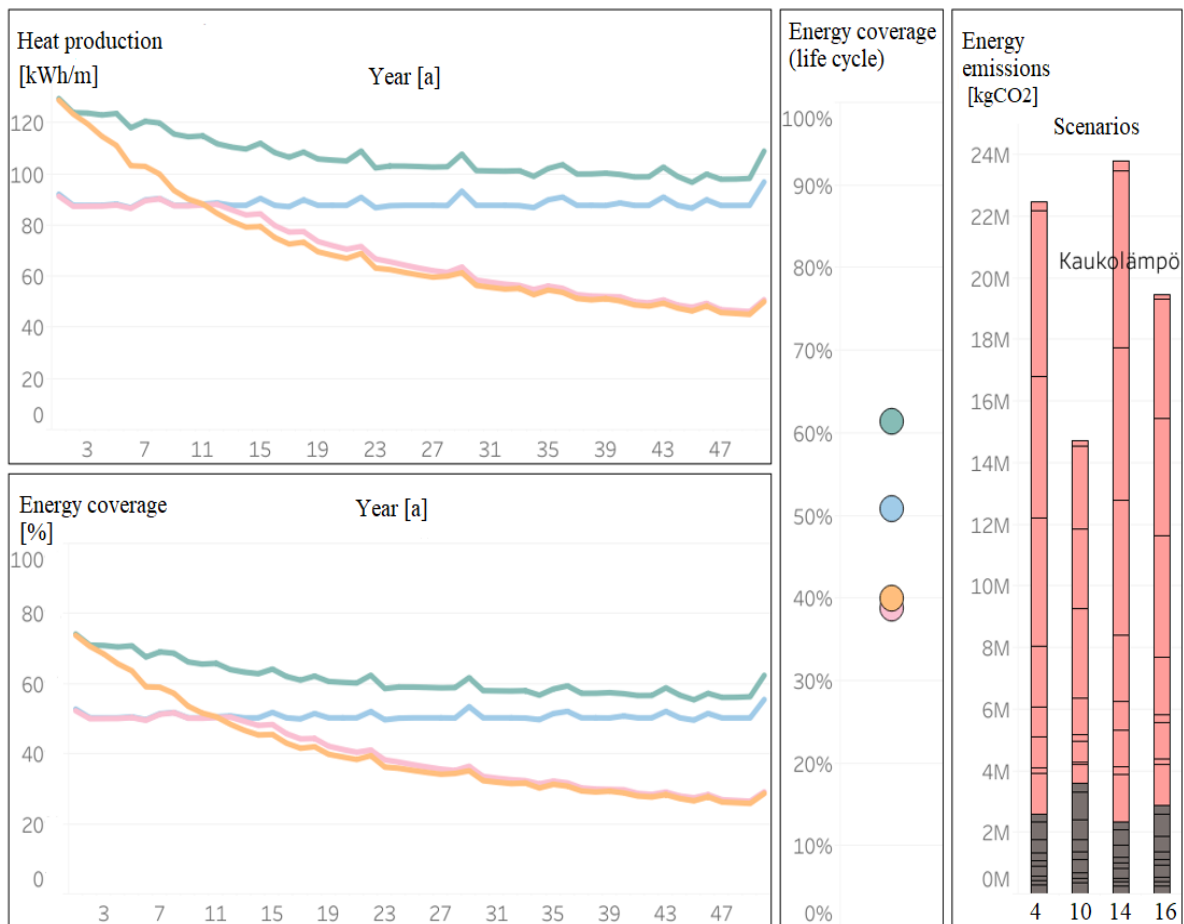 Heat production
[kWh/m]
Year [a]
120
100
80
60
40
20
0
3 7 11 15 19 23 27 31 35 39 43 47
Energy coverage
[%]
Year [a]
100
80
60
40
20
0
3 7 11 15 19 23 27 31 35 39 43 47
Energy coverage
(life cycle)
100%
90%
80%
70%
60%
50%
40%
30%
20%
10%
0%
Energy
emissions
[kgCO2]
Scenarios
24M
22M
20M
18M
16M
14M
12M
10M
8M
6M
4M
2M
0M
Kaukolämpö
4 10 14 16